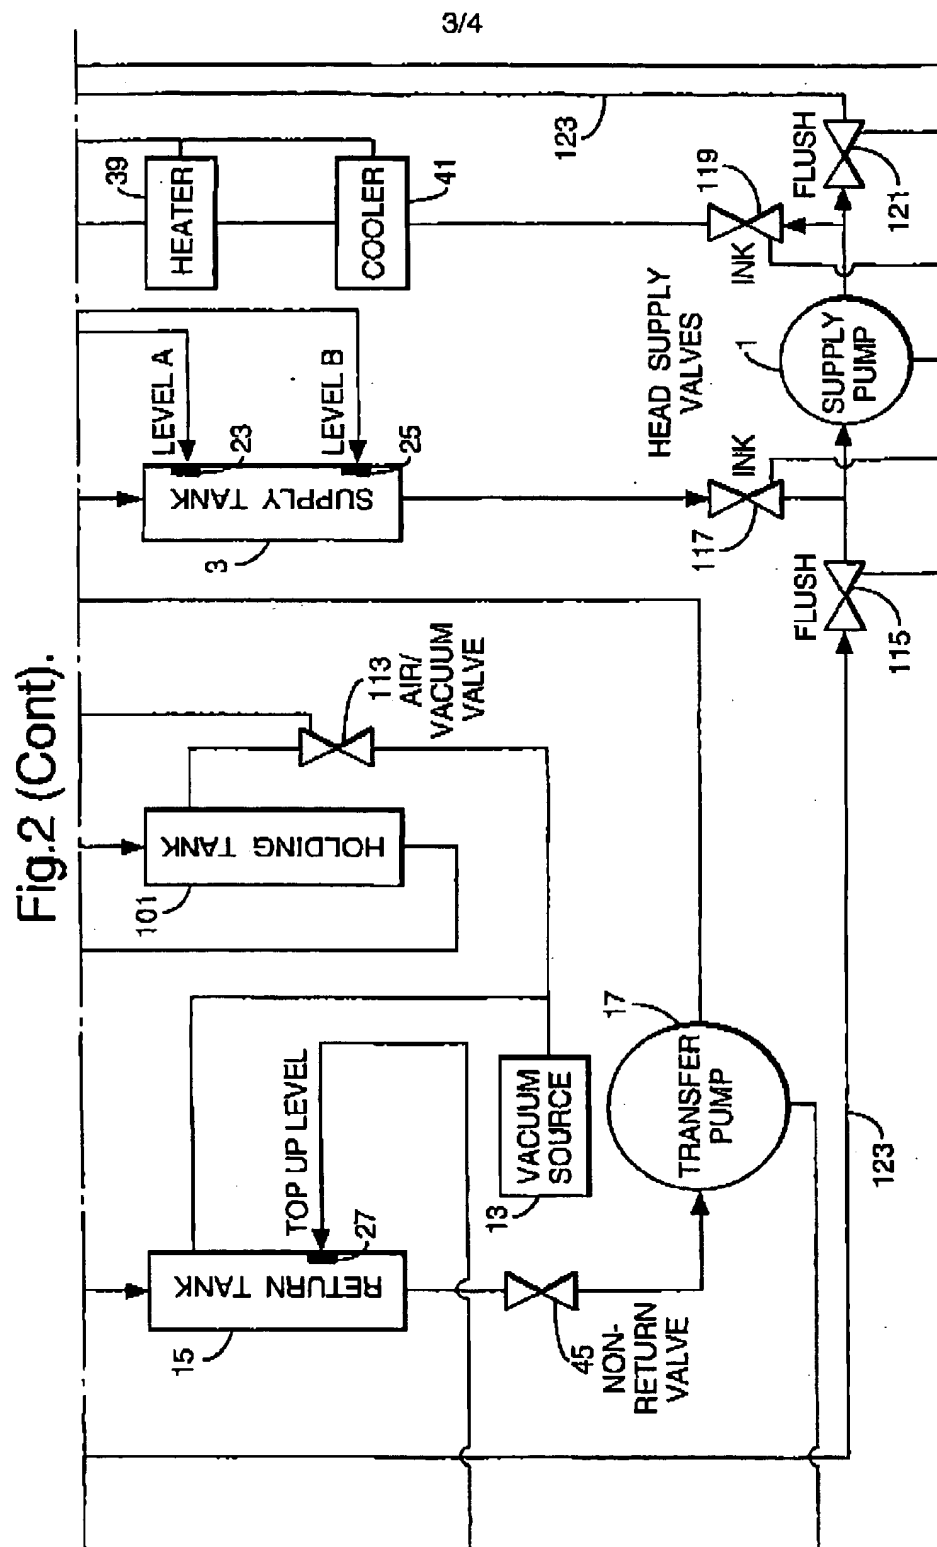 3/4
Fig.2 (Cont).
39
HEATER
COOLER
41
123
119
INK
FLUSH
121
LEVEL A
23
LEVEL B
25
SUPPLY TANK
3
HEAD SUPPLY
VALVES
1
SUPPLY
PUMP
INK
117
FLUSH
115
113
AIR/
VACUUM
VALVE
HOLDING TANK
101
TOP UP LEVEL
27
RETURN TANK
15
VACUUM
SOURCE
13
17
TRANSFER
PUMP
45
NON-
RETURN
VALVE
123